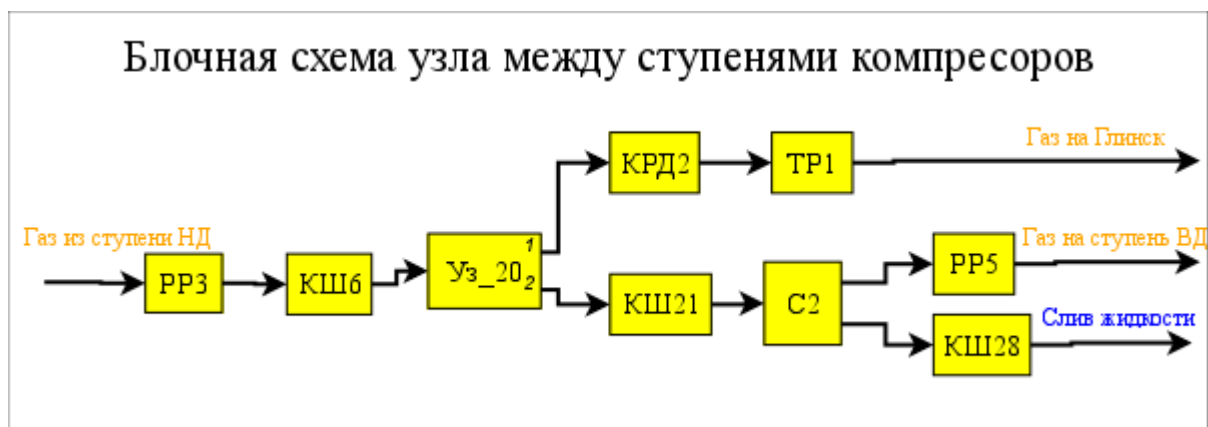 Блочная схема узла между ступенями компресоров
Газ на Глинск
КРД2
ТР1
Газ из ступени НД
Газ на ступень ВД
1
РР3
КШ6
Уз_20
2
КШ21
С2
РР5
Слив жидкости
КШ28